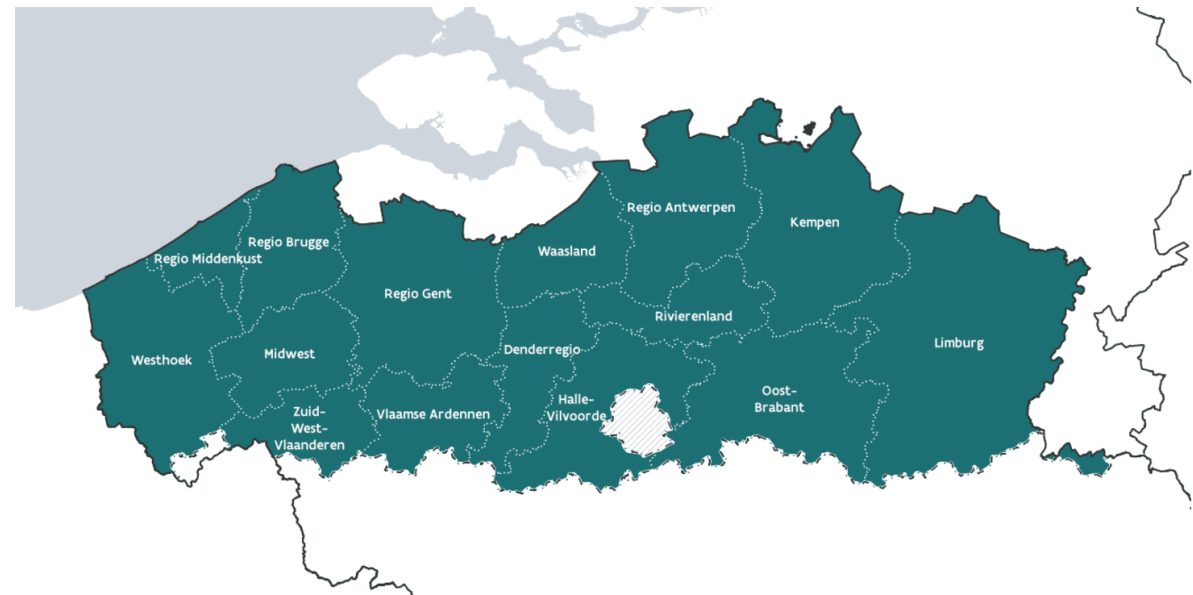 Regio Antwerpen
Kempen
Regio Brugge
Waasland
Regio Middenkust
Regio Gent
Rivierenland
Limburg
Denderregio
Midwest
Westhoek
Oost-
Brabant
Halle-
Vilvoorde
Vlaamse Ardennen
Zuid-
West-
Vlaanderen